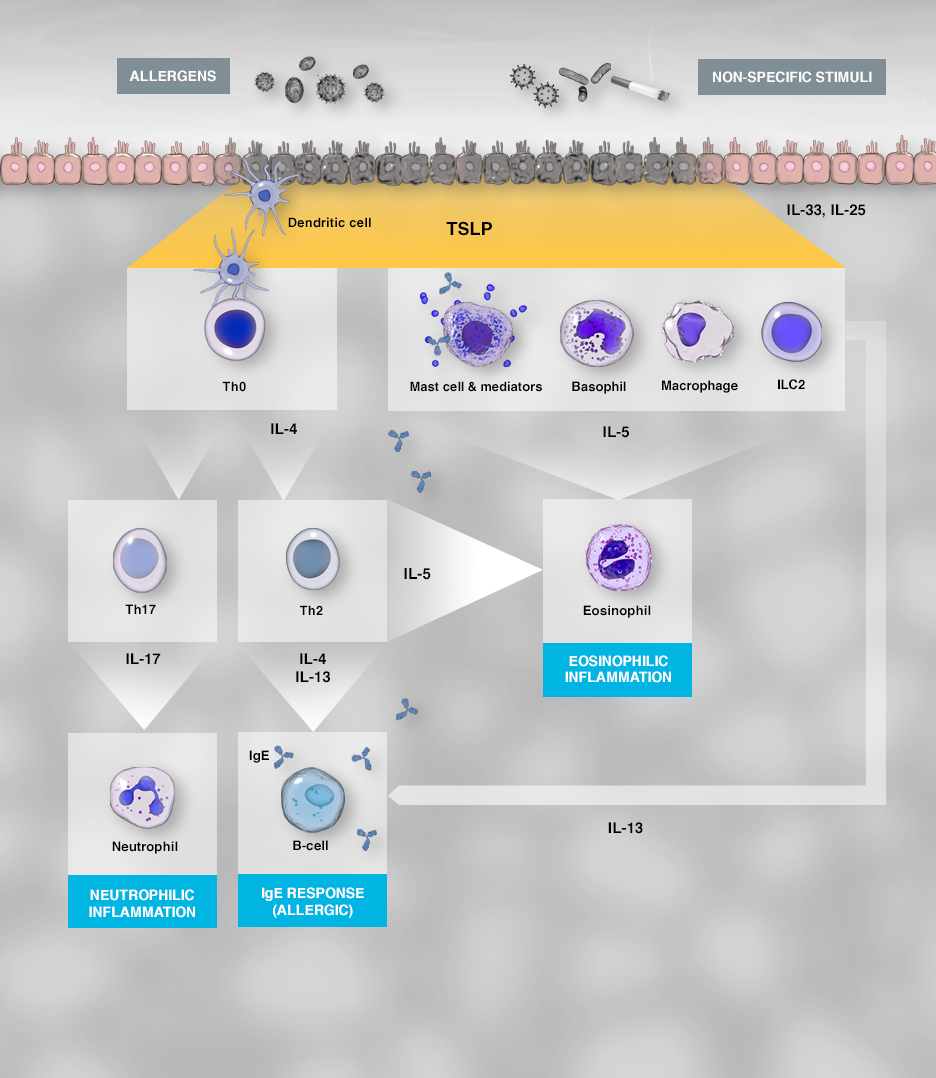 ALLERGENS
NON-SPECIFIC STIMULI
IL-33, IL-25
Dendritic cell
TSLP
Th0
Mast cell & mediators
Basophil
Macrophage
ILC2
IL-4
IL-5
IL-5
Th17
Th2
Eosinophil
EOSINOPHILIC
INFLAMMATION
IL-17
IL-4
IL-13
IgE
Neutrophil
B-cell
IL-13
NEUTROPHILIC
INFLAMMATION
IgE RESPONSE
(ALLERGIC)